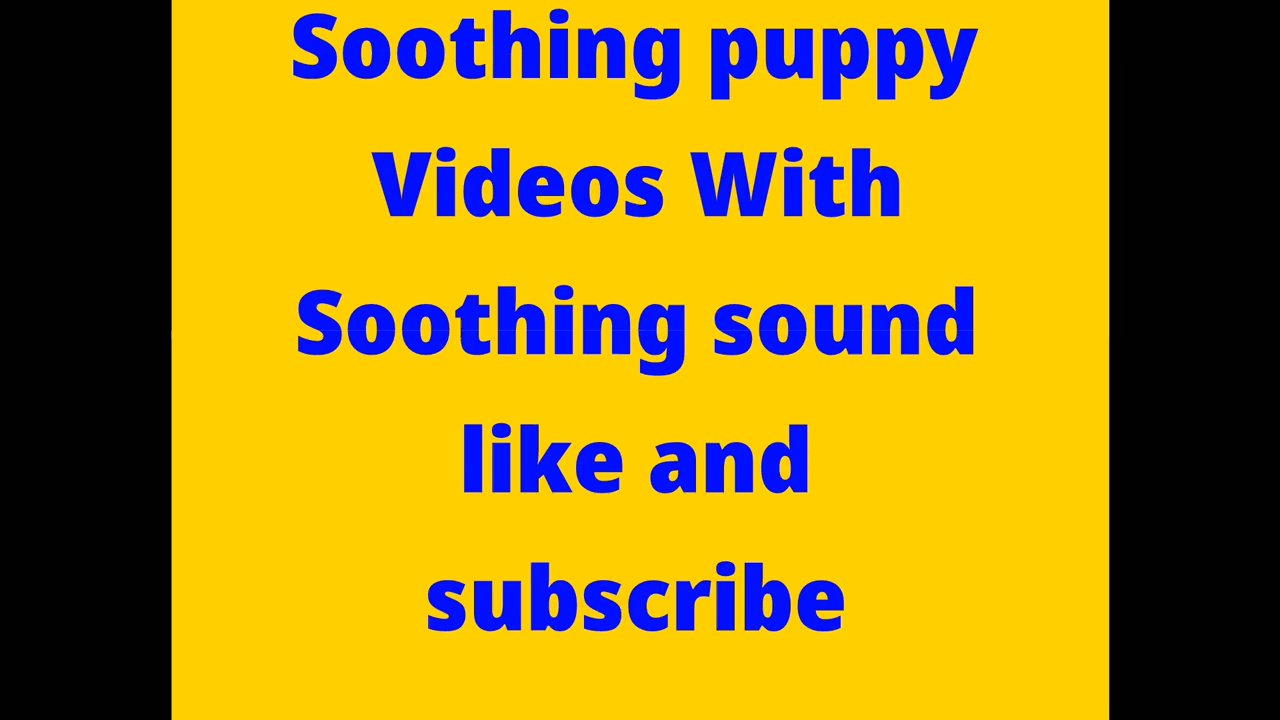 Soothing puppy
Videos With
Soothing sound
like and
subscribe